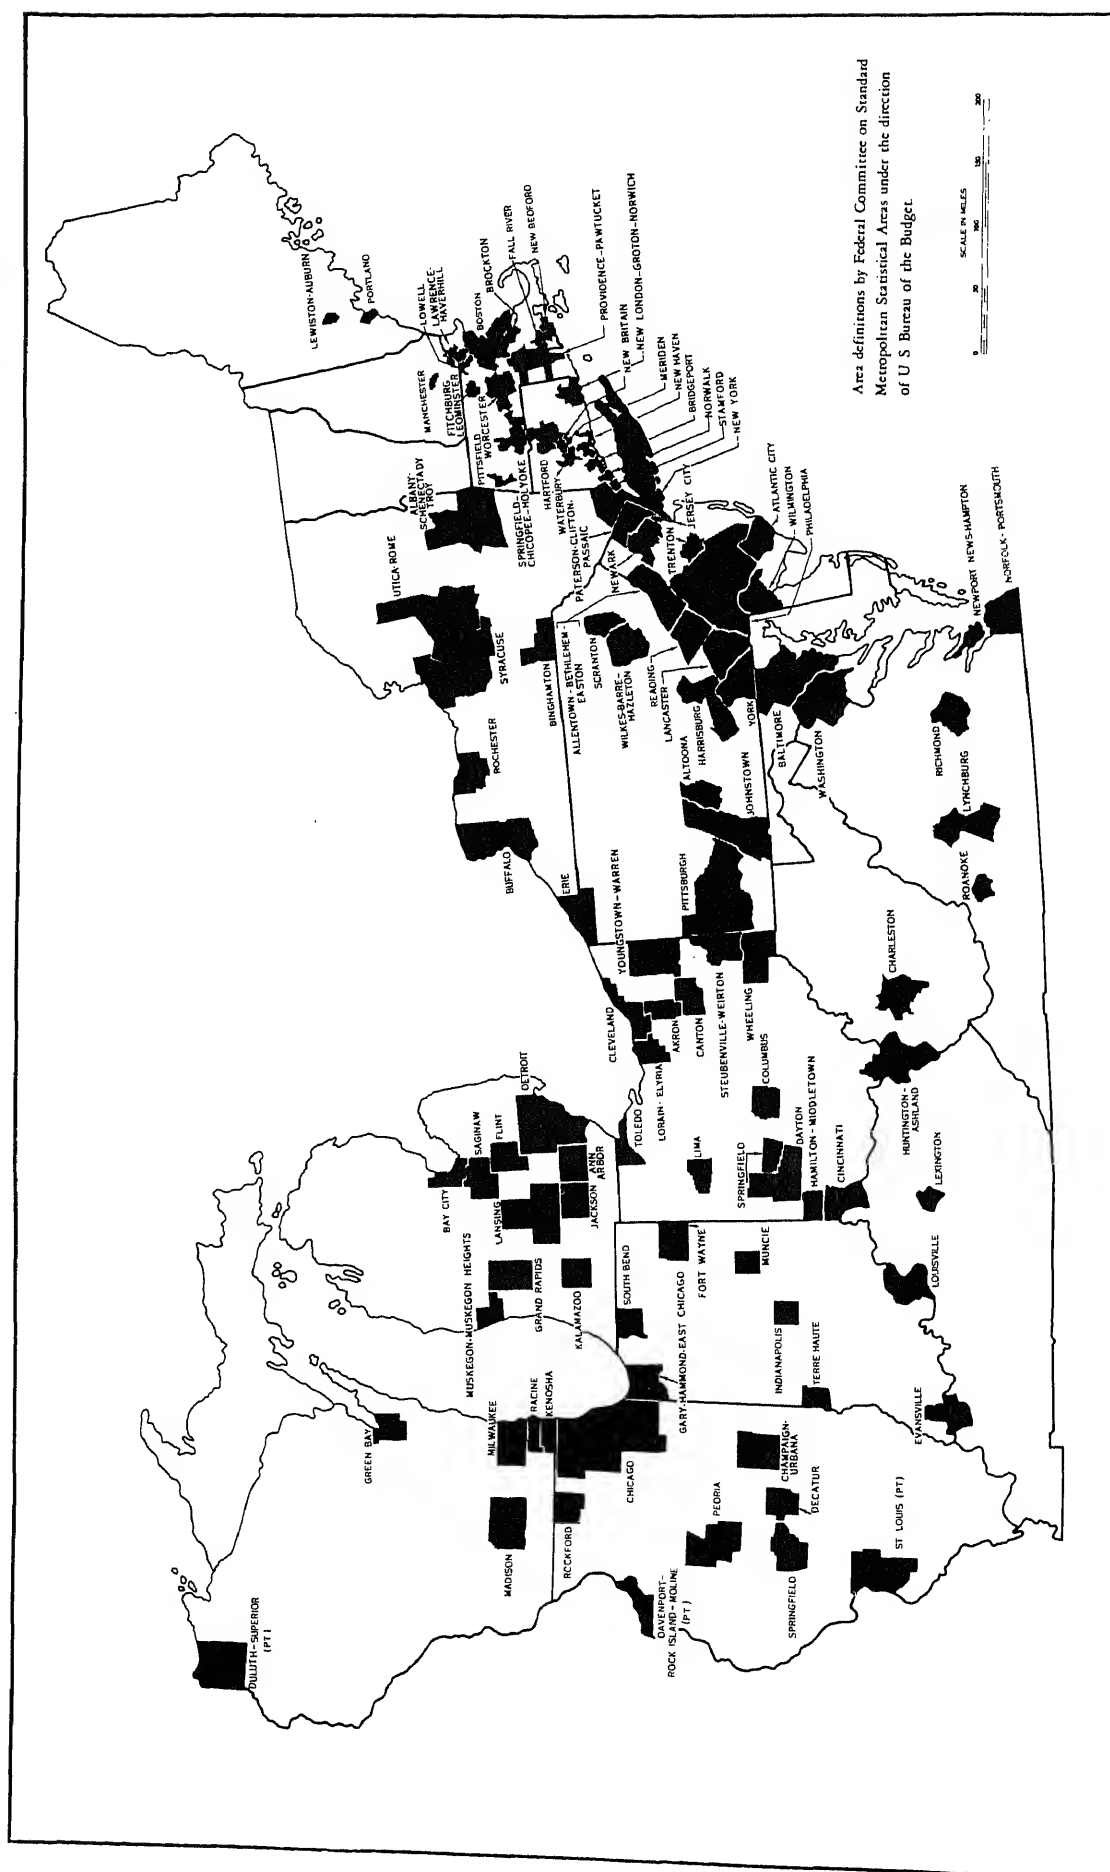 LEWISTON-AUBURN
PORTLAND
LOWELL
LAWRENCE-
HAVERHILL
BOSTON
BROCKTON
FALL RIVER
NEW BEDFORD
PROVIDENCE-PAWTUCKET
MANCHESTER
FITCHBURG
LEOMINSTER
WORCESTER
PITTSFIELD
NEW BRITAIN
NEW LONDON-GROTON-NORWICH
MERIDEN
NEW HAVEN
BRIDGEPORT
NORWALK
STAMFORD
NEW YORK
ALBANY-
SCHENECTADY
TROY
SPRINGFIELD-
CHICOPEE-HOLYOKE
HARTFORD
WATERBURY
PATERSON-CLIFTON-
PASSAIC
NEWARK
JERSEY CITY
TRENTON
ATLANTIC CITY
WILMINGTON
PHILADELPHIA
UTICA-ROME
SYRACUSE
BINGHAMTON
ALLENTOWN-BETHLEHEM-
EASTON
SCRANTON
WILKES-BARRE-
HAZLETON
READING
LANCASTER
HARRISBURG
YORK
NEWPORT NEWS-HAMPTON
NORFOLK-PORTSMOUTH
ROCHESTER
BUFFALO
ERIE
ALTOONA
JOHNSTOWN
BALTIMORE
WASHINGTON
RICHMOND
LYNCHBURG
ROANOKE
YOUNGSTOWN-WARREN
PITTSBURGH
CLEVELAND
LORAIN-ELYRIA
AKRON
CANTON
STEUBENVILLE-WEIRTON
WHEELING
CHARLESTON
HUNTINGTON-
ASHLAND
DETROIT
TOLEDO
COLUMBUS
LIMA
SPRINGFIELD
DAYTON
HAMILTON-MIDDLETOWN
CINCINNATI
LEXINGTON
BAY CITY
SAGINAW
FLINT
LANSING
ANN
ARBOR
JACKSON
MUSKEGON-MUSKEGON HEIGHTS
GRAND RAPIDS
KALAMAZOO
SOUTH BEND
FORT WAYNE
MUNCIE
INDIANAPOLIS
TERRE HAUTE
LOUISVILLE
EVANSVILLE
GARY-HAMMOND-EAST CHICAGO
GREEN BAY
MILWAUKEE
RACINE
KENOSHA
CHICAGO
MADISON
ROCKFORD
PEORIA
CHAMPAIGN-
URBANA
DECATUR
SPRINGFIELD
ST LOUIS (PT)
DAVENPORT-
ROCK ISLAND-MOLINE
(PT)
DULUTH-SUPERIOR
(PT)
Area definitions by Federal Committee on Standard
Metropolitan Statistical Areas under the direction
of U S Bureau of the Budget
SCALE IN MILES
0 50 100 150 200